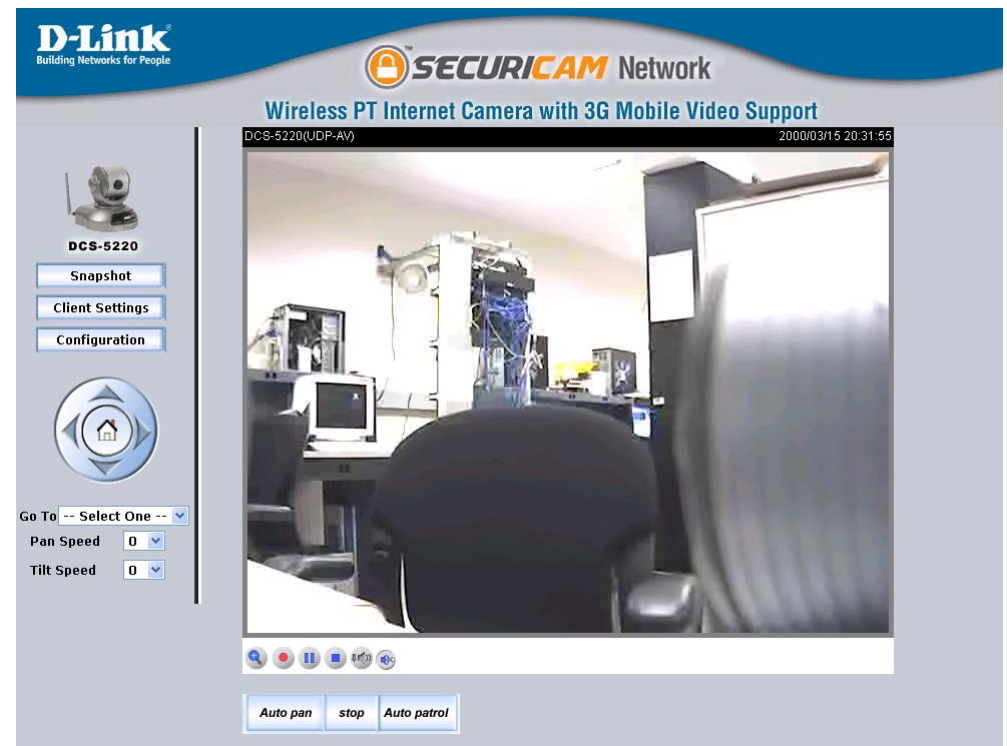 D-Link®
Building Networks for People
™
SECURICAM Network
Wireless PT Internet Camera with 3G Mobile Video Support
DCS-5220(UDP-AV) 2000/03/15 20:31:55
DCS-5220
Snapshot
Client Settings
Configuration
Go To -- Select One --
Pan Speed 0
Tilt Speed 0
Auto pan stop Auto patrol